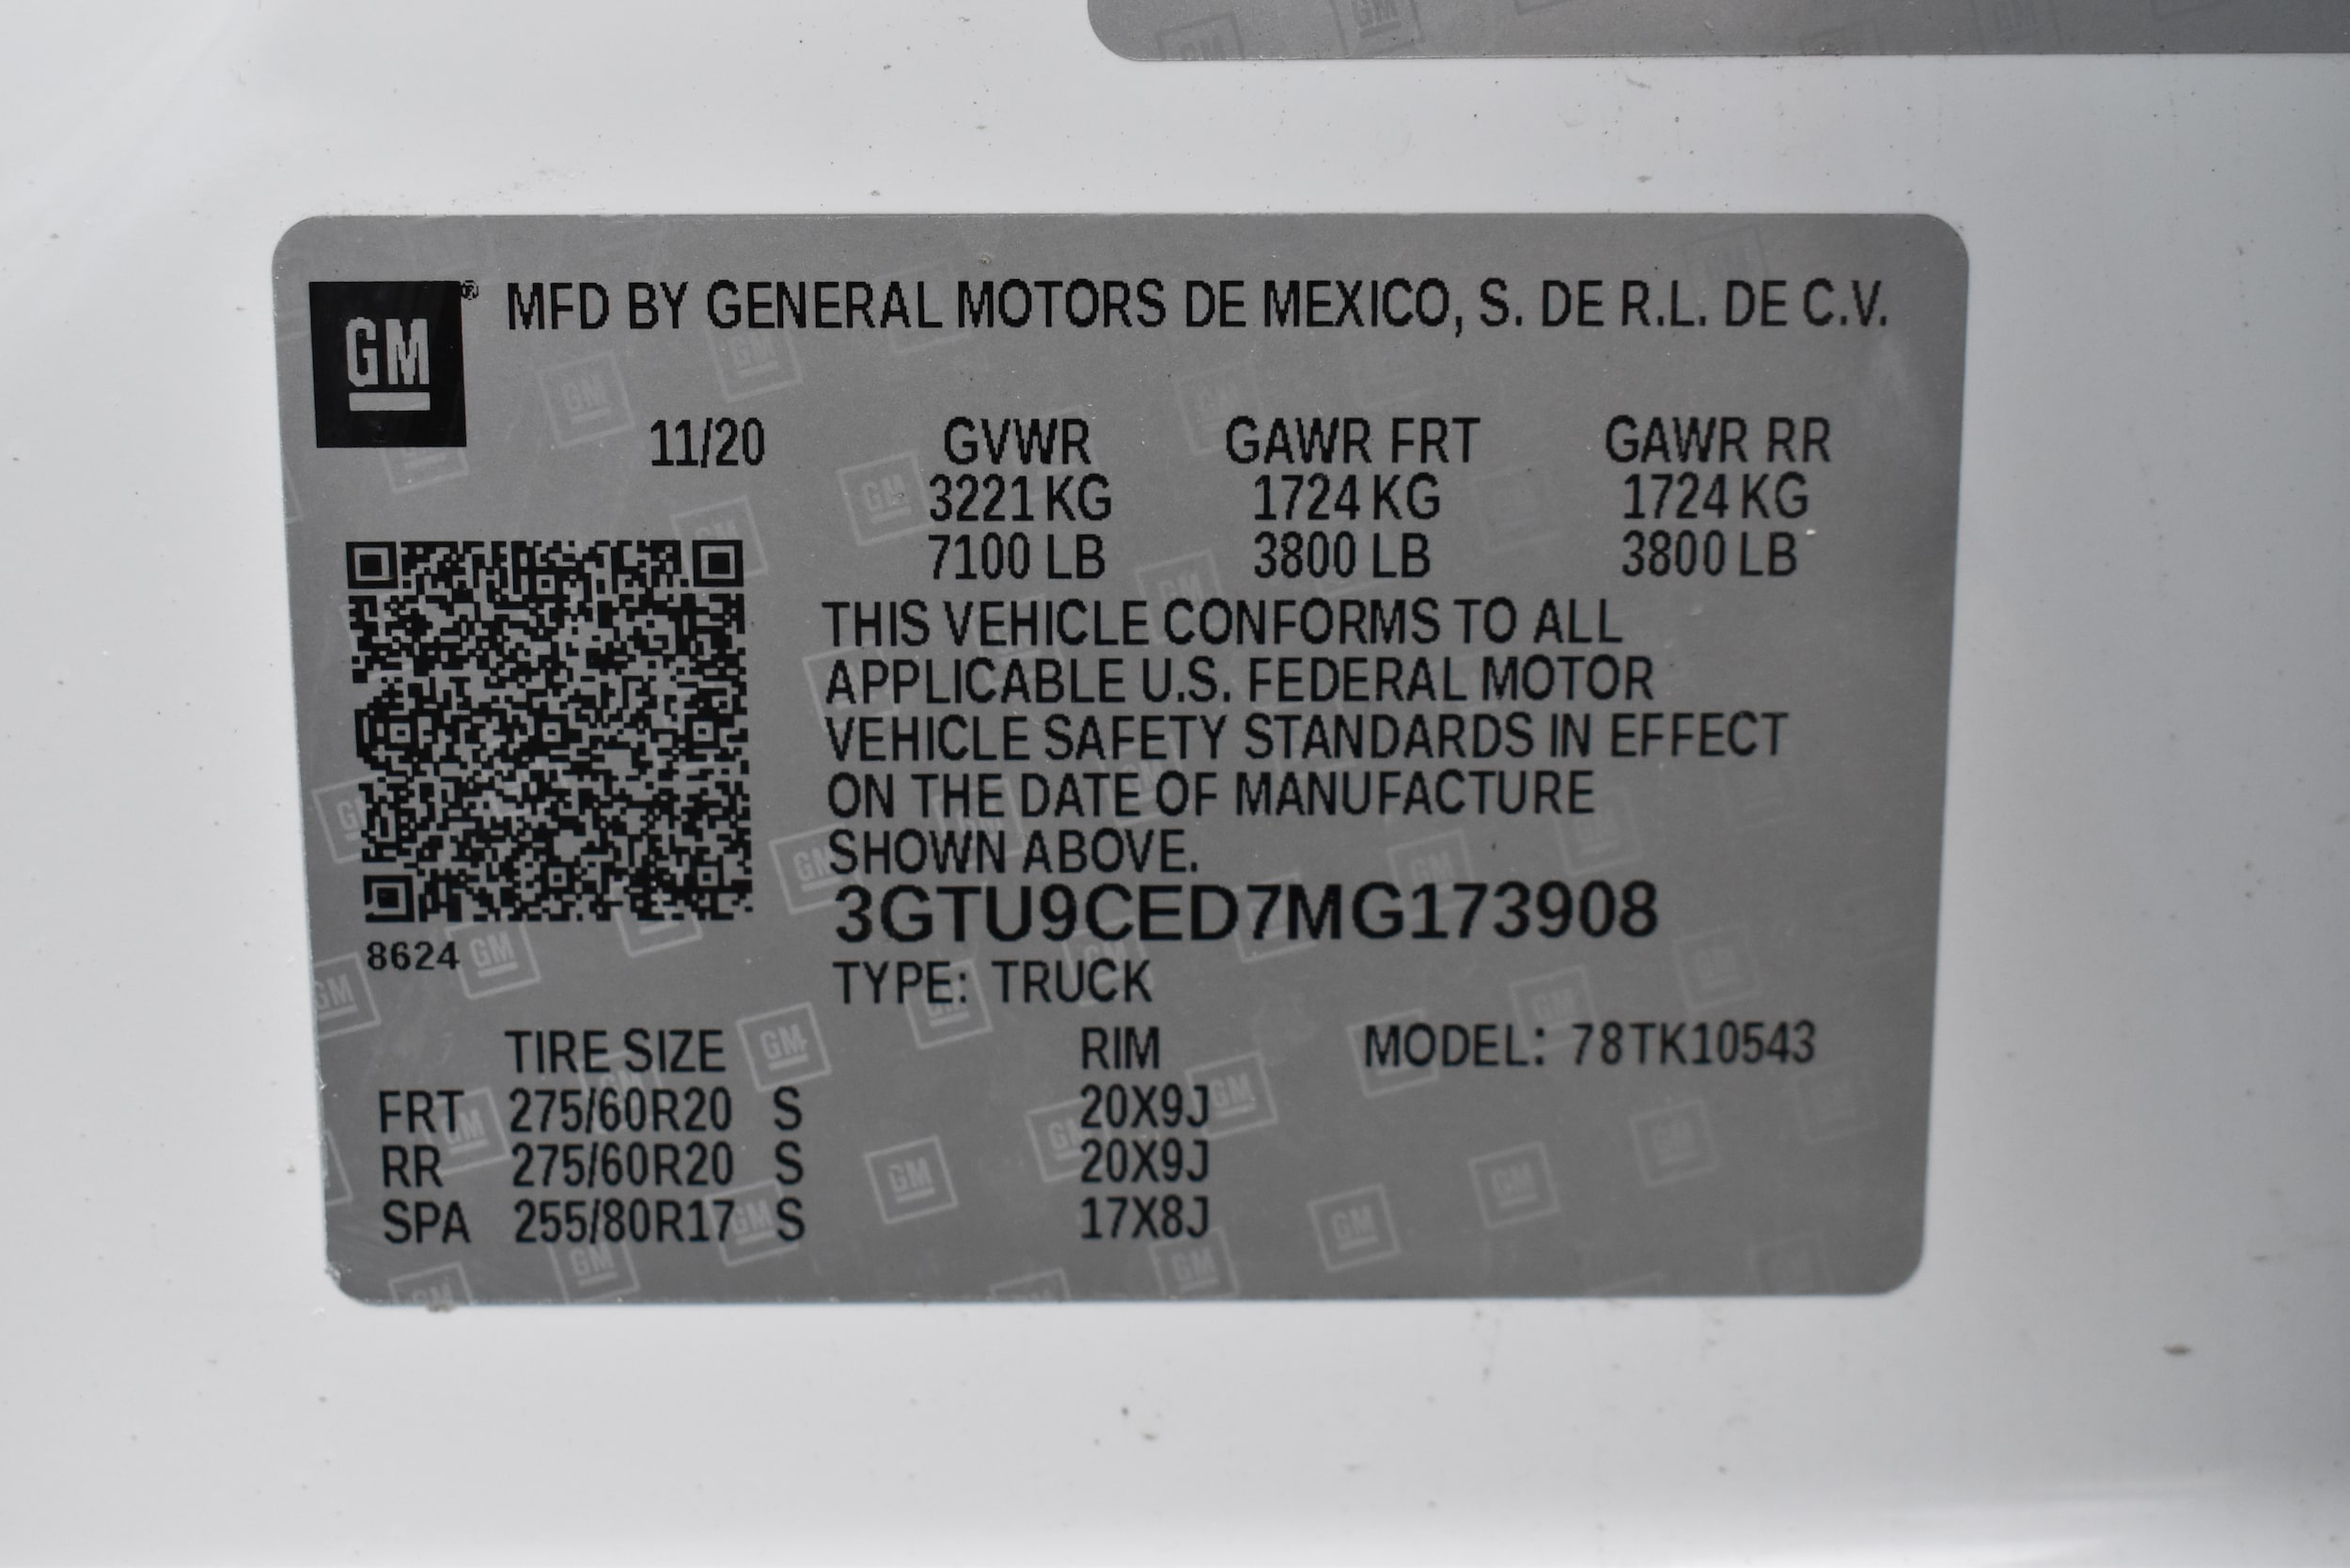 GM® MFD BY GENERAL MOTORS DE MEXICO, S. DE R.L. DE C.V.
11/20 GVWR GAWR FRT GAWR RR
3221 KG 1724 KG 1724 KG
7100 LB 3800 LB 3800 LB
THIS VEHICLE CONFORMS TO ALL
APPLICABLE U.S. FEDERAL MOTOR
VEHICLE SAFETY STANDARDS IN EFFECT
ON THE DATE OF MANUFACTURE
SHOWN ABOVE.
3GTU9CED7MG173908
8624
TYPE: TRUCK
TIRE SIZE RIM MODEL: 78TK10543
FRT 275/60R20 S 20X9J
RR 275/60R20 S 20X9J
SPA 255/80R17 S 17X8J